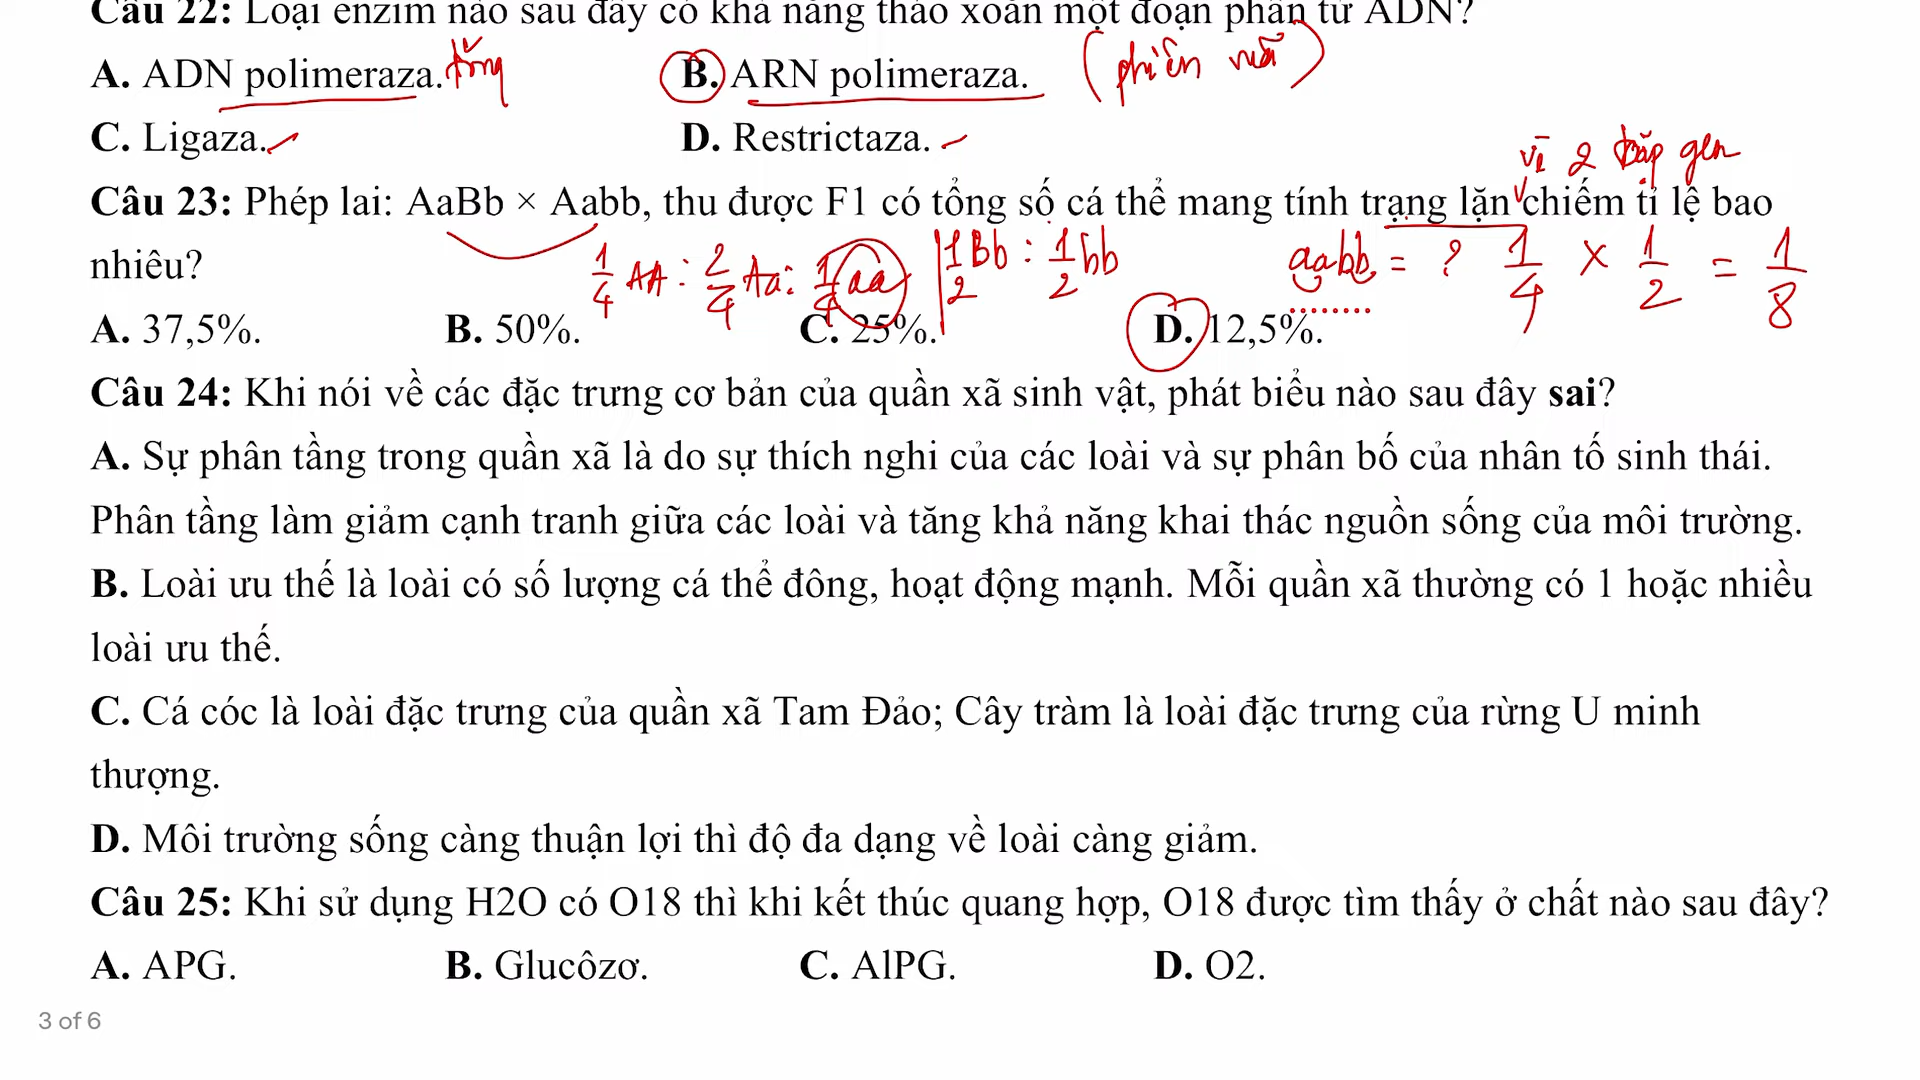 Câu 22: Loại enzim nào sau đây có khả năng tháo xoắn một đoạn phân tử ADN?
A. ADN polimeraza. B. ARN polimeraza. (phiên mã)
C. Ligaza. D. Restrictaza.
vì 2 cặp gen
Câu 23: Phép lai: AaBb × Aabb, thu được F1 có tổng số cá thể mang tính trạng lặn chiếm tỉ lệ bao
nhiêu? 1/4 AA : 2/4 Aa : 1/4 aa | 1/2 Bb : 1/2 bb aabb = ? 1/4 × 1/2 = 1/8
A. 37,5%. B. 50%. C. 25%. D. 12,5%.
Câu 24: Khi nói về các đặc trưng cơ bản của quần xã sinh vật, phát biểu nào sau đây sai?
A. Sự phân tầng trong quần xã là do sự thích nghi của các loài và sự phân bố của nhân tố sinh thái.
Phân tầng làm giảm cạnh tranh giữa các loài và tăng khả năng khai thác nguồn sống của môi trường.
B. Loài ưu thế là loài có số lượng cá thể đông, hoạt động mạnh. Mỗi quần xã thường có 1 hoặc nhiều
loài ưu thế.
C. Cá cóc là loài đặc trưng của quần xã Tam Đảo; Cây tràm là loài đặc trưng của rừng U minh
thượng.
D. Môi trường sống càng thuận lợi thì độ đa dạng về loài càng giảm.
Câu 25: Khi sử dụng H2O có O18 thì khi kết thúc quang hợp, O18 được tìm thấy ở chất nào sau đây?
A. APG. B. Glucôzơ. C. AlPG. D. O2.
3 of 6